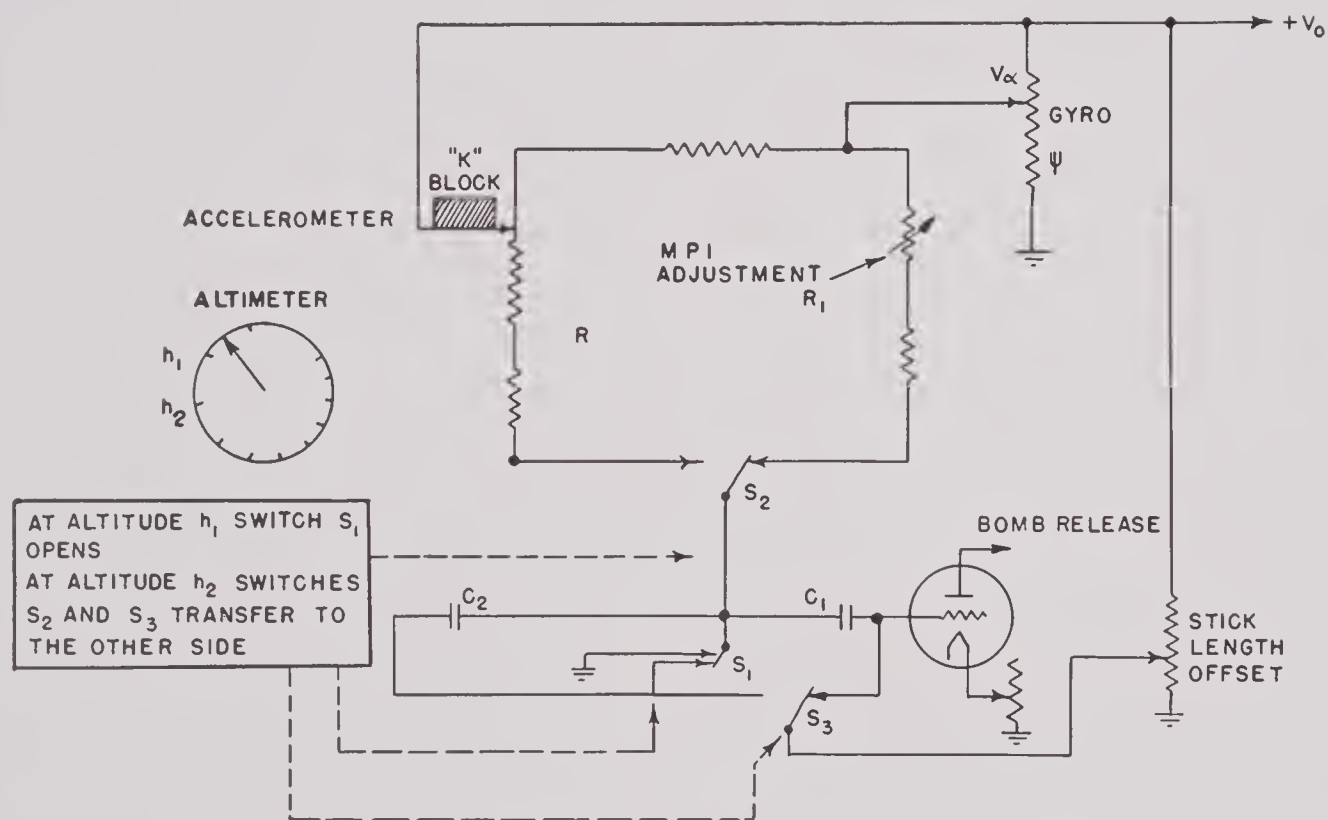 +V₀
Vα
GYRO
ψ
"K"
BLOCK
ACCELEROMETER
MPI
ADJUSTMENT
R₁
ALTIMETER
h₁
h₂
R
S₂
AT ALTITUDE h₁ SWITCH S₁
OPENS
AT ALTITUDE h₂ SWITCHES
S₂ AND S₃ TRANSFER TO
THE OTHER SIDE
BOMB RELEASE
C₂
C₁
S₁
S₃
STICK
LENGTH
OFFSET